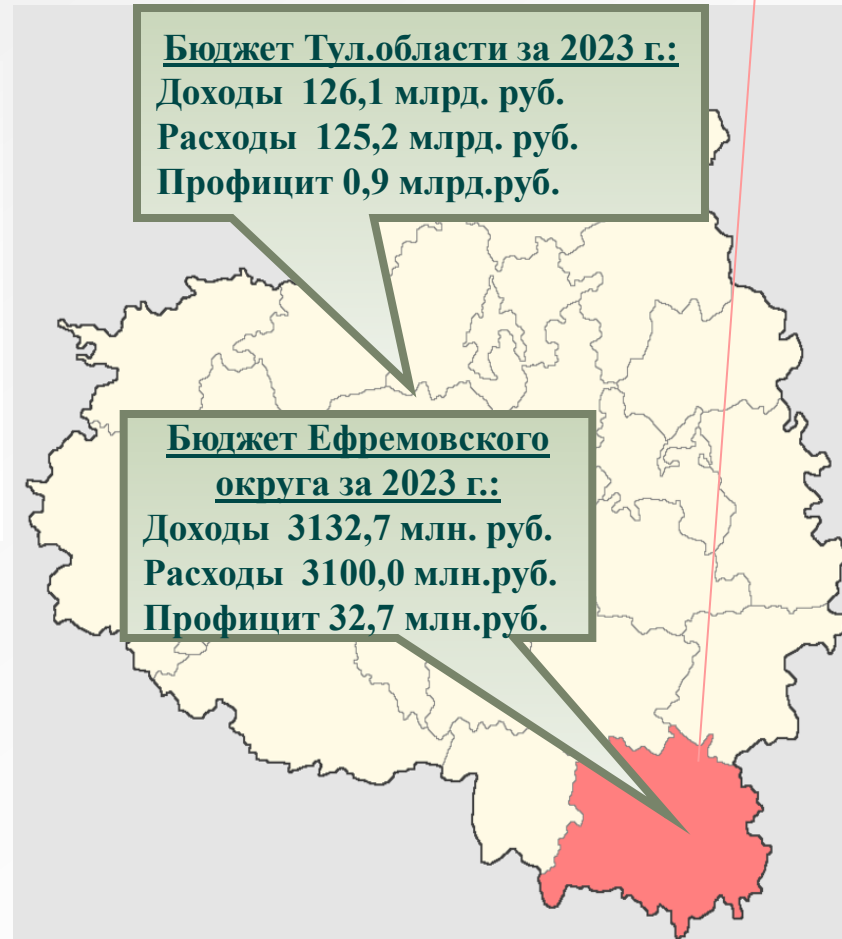 Бюджет Тул.области за 2023 г.:
Доходы 126,1 млрд. руб.
Расходы 125,2 млрд. руб.
Профицит 0,9 млрд.руб.
Бюджет Ефремовского
округа за 2023 г.:
Доходы 3132,7 млн. руб.
Расходы 3100,0 млн.руб.
Профицит 32,7 млн.руб.